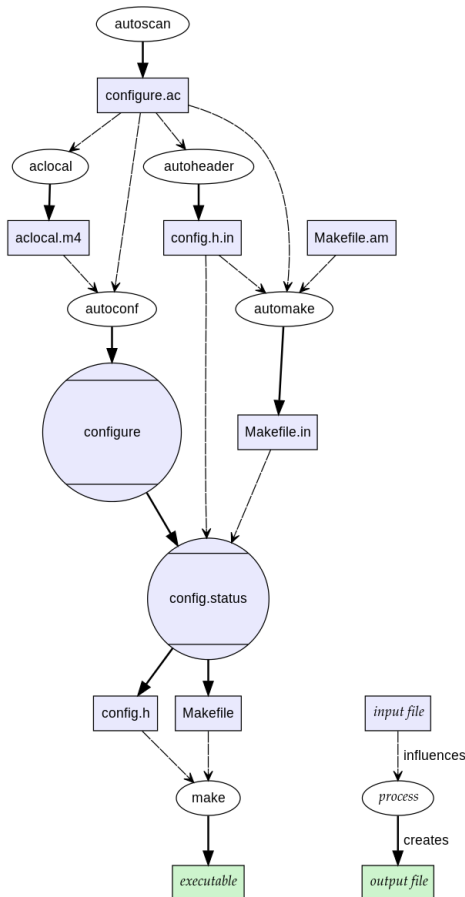 autoscan
configure.ac
aclocal
autoheader
aclocal.m4
config.h.in
Makefile.am
autoconf
automake
configure
Makefile.in
config.status
config.h
Makefile
input file
influences
make
process
creates
executable
output file